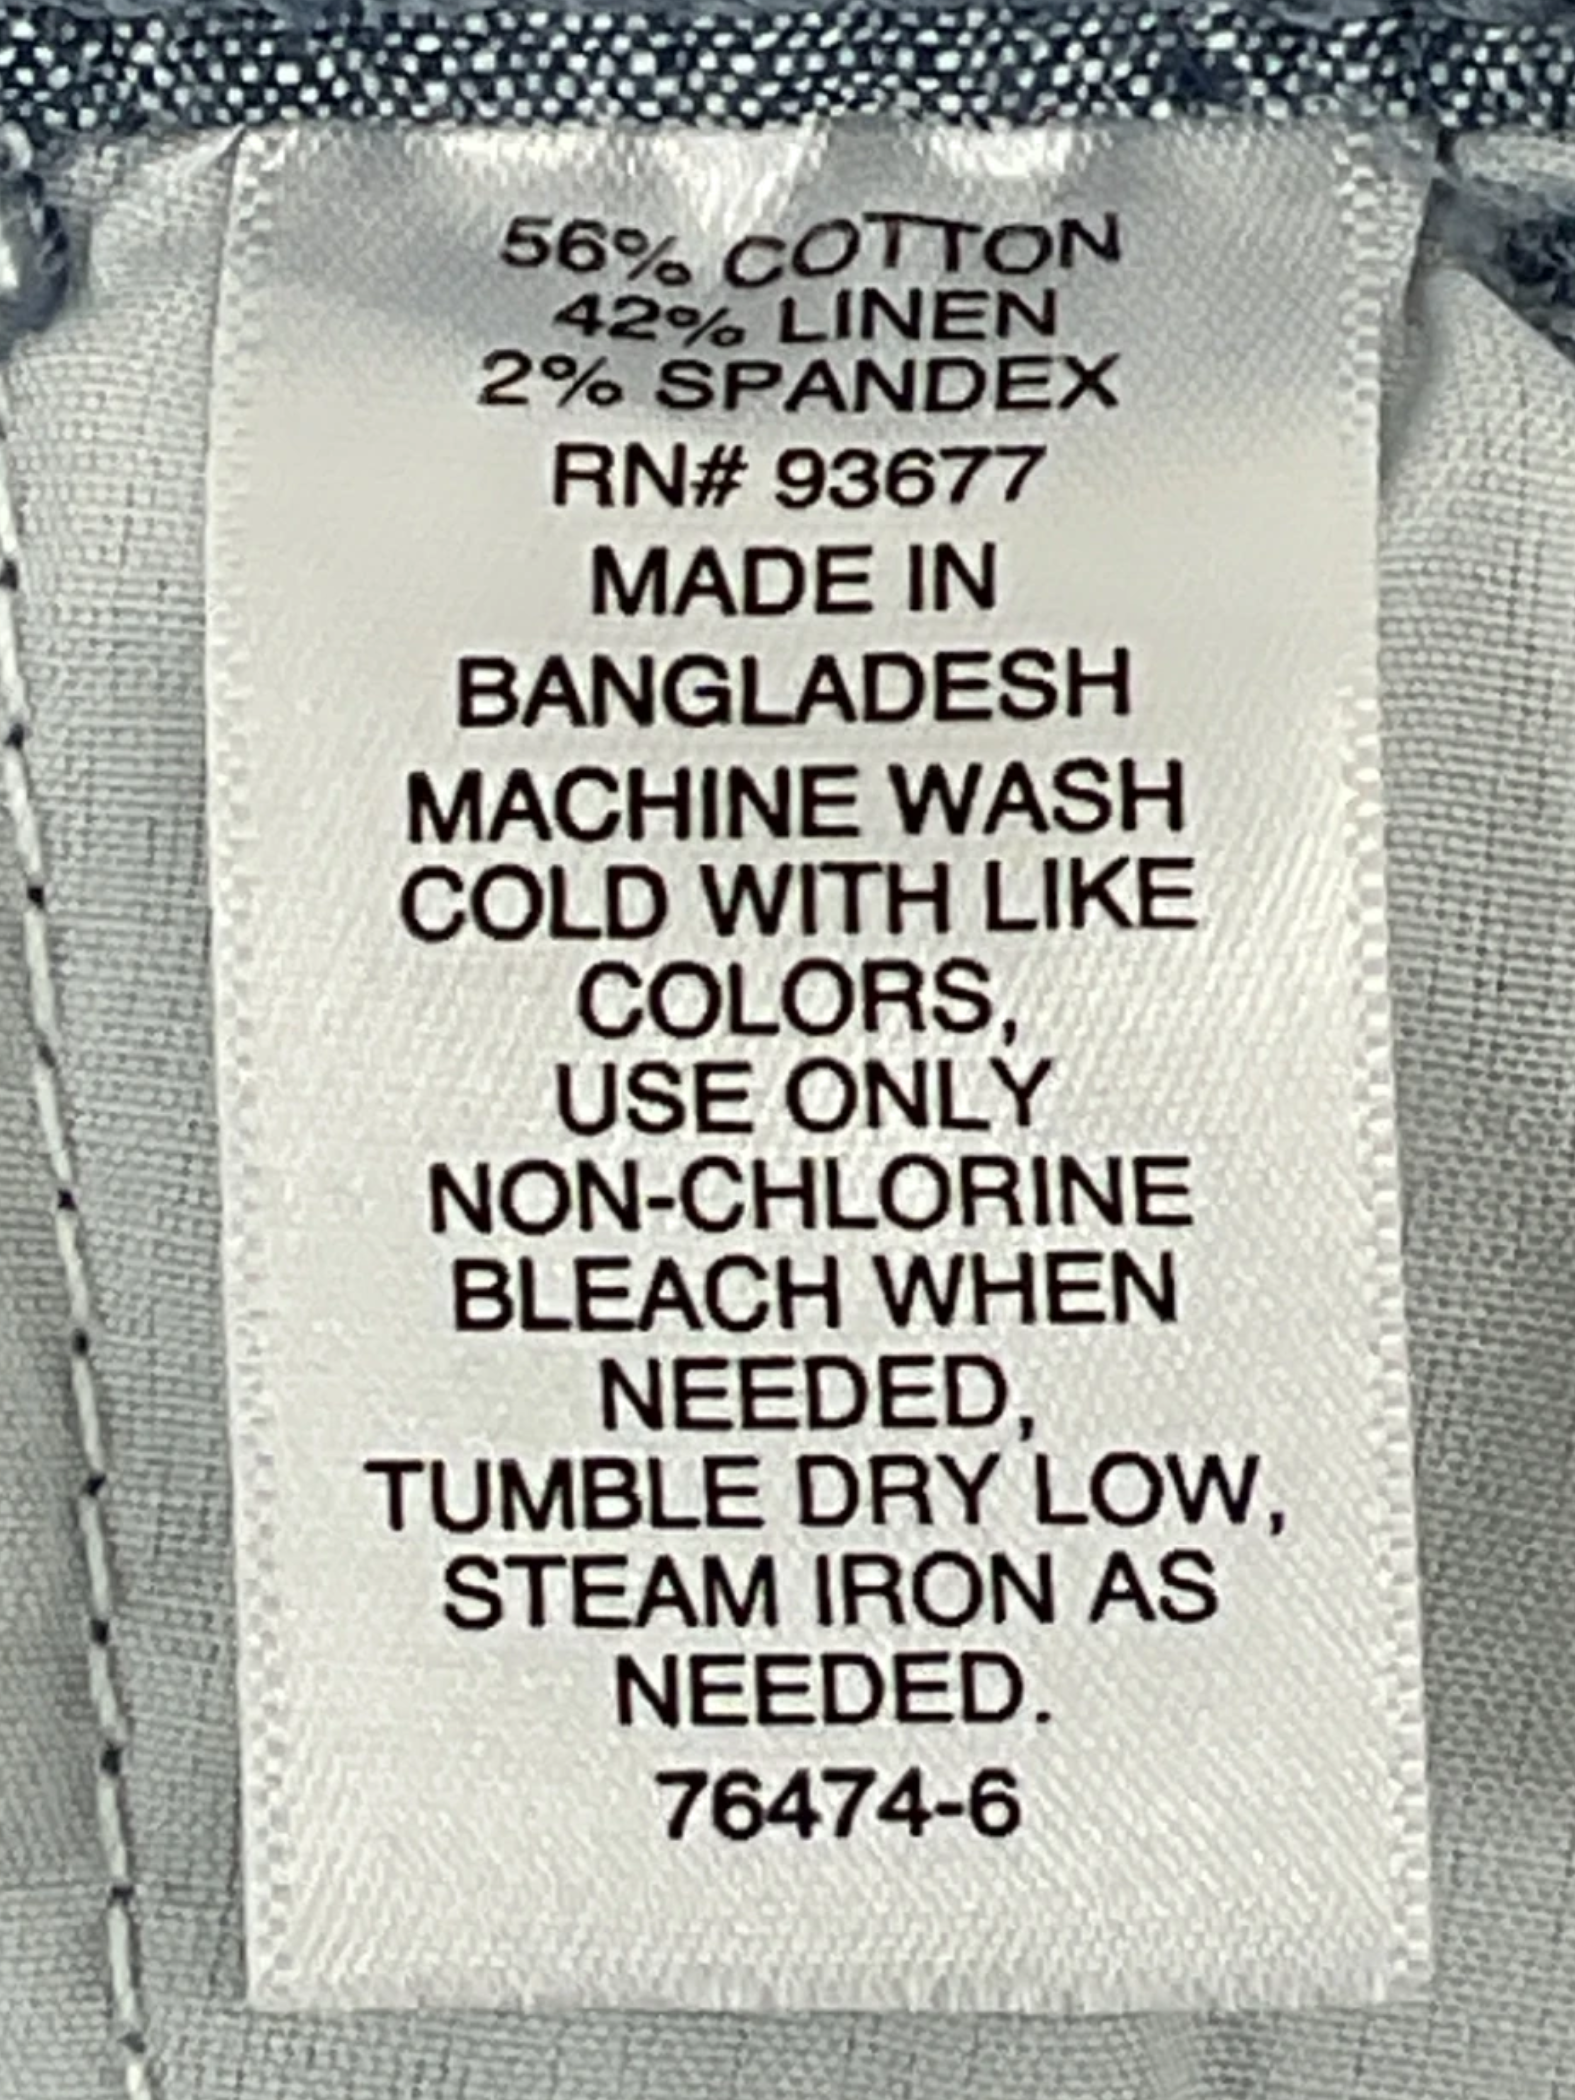 56% COTTON
42% LINEN
2% SPANDEX
RN# 93677
MADE IN
BANGLADESH
MACHINE WASH
COLD WITH LIKE
COLORS,
USE ONLY
NON-CHLORINE
BLEACH WHEN
NEEDED,
TUMBLE DRY LOW,
STEAM IRON AS
NEEDED.
76474-6